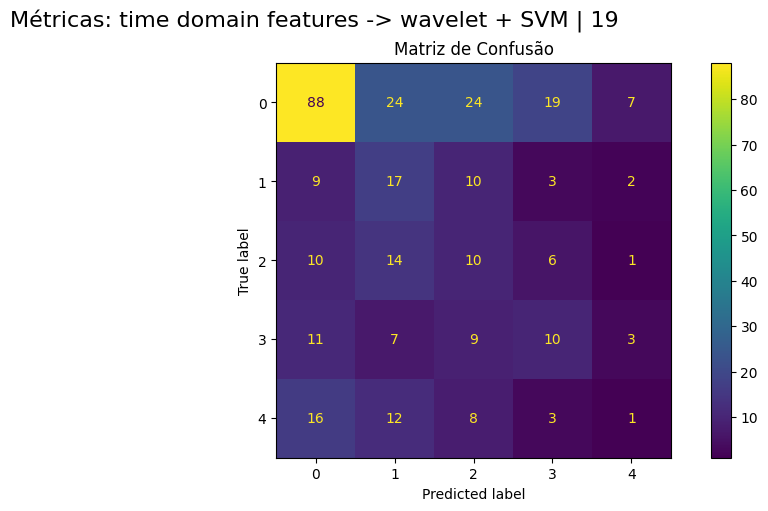 Métricas: time domain features -> wavelet + SVM | 19
Matriz de Confusão
True label
0 88 24 24 19 7
1 9 17 10 3 2
2 10 14 10 6 1
3 11 7 9 10 3
4 16 12 8 3 1
0 1 2 3 4
Predicted label
80
70
60
50
40
30
20
10